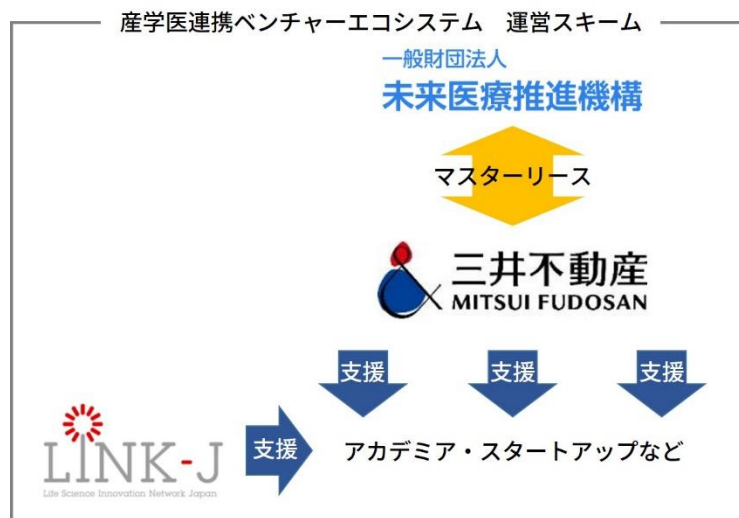 産学医連携ベンチャーエコシステム　運営スキーム
一般財団法人
未来医療推進機構
マスターリース
三井不動産
MITSUI FUDOSAN
支援 支援 支援
LINK-J 支援 アカデミア・スタートアップなど
Life Science Innovation Network Japan